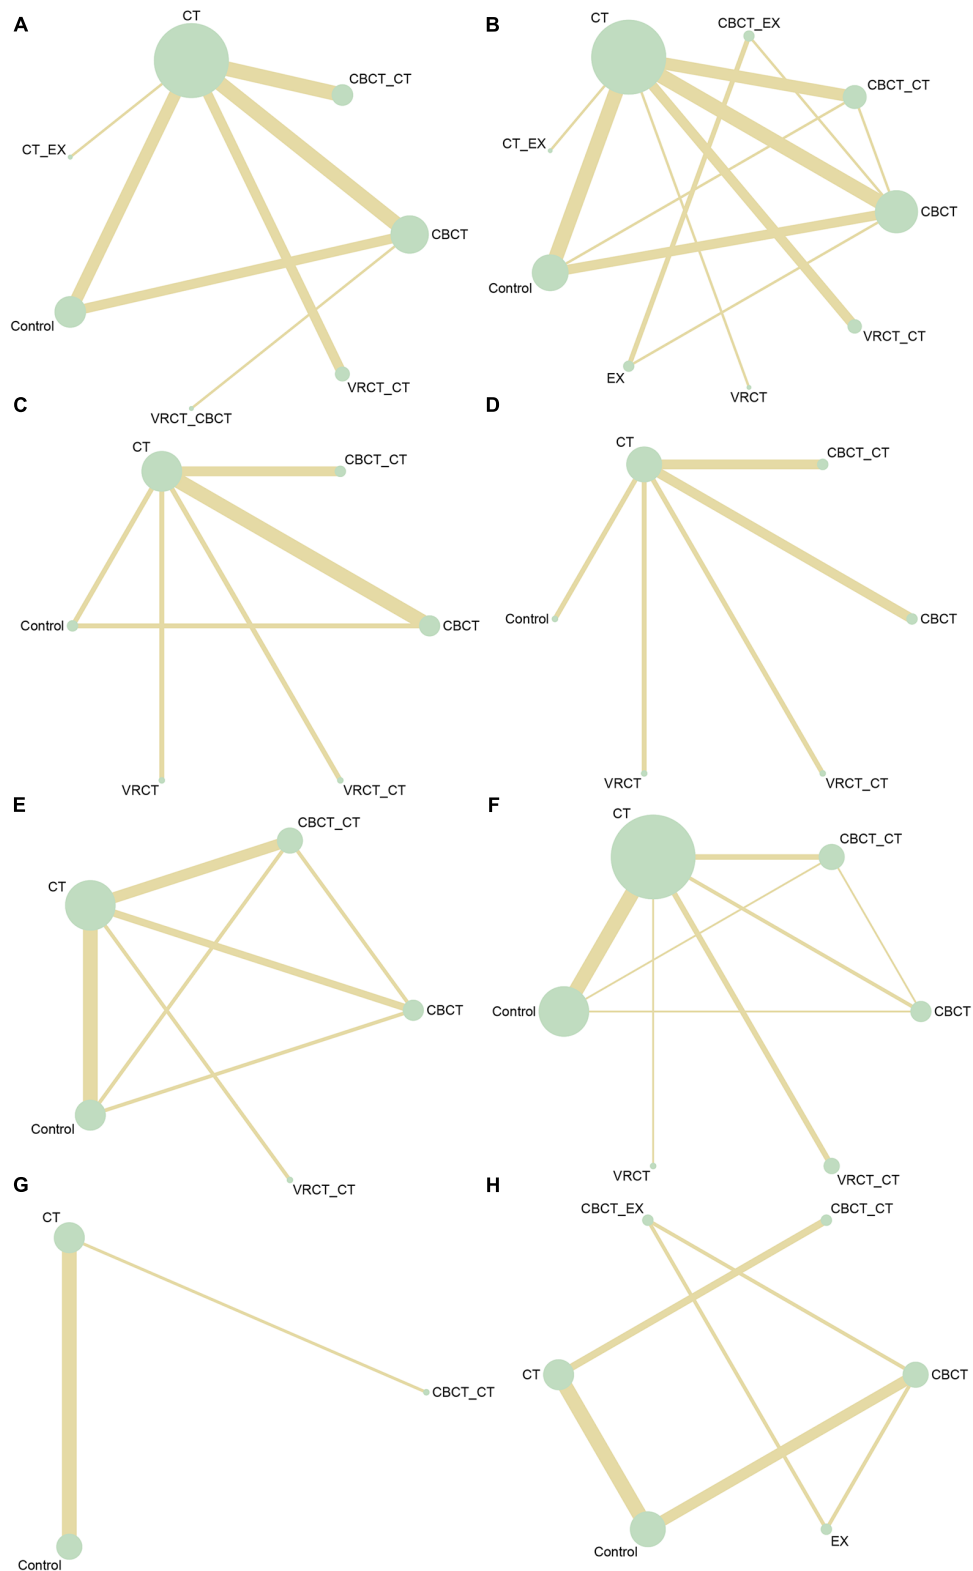 A
CT
CBCT_CT
CT_EX
CBCT
Control
VRCT_CT
VRCT_CBCT
B
CT
CBCT_EX
CBCT_CT
CT_EX
CBCT
Control
VRCT_CT
EX
VRCT
C
CT
CBCT_CT
Control
CBCT
VRCT
VRCT_CT
D
CT
CBCT_CT
Control
CBCT
VRCT
VRCT_CT
E
CBCT_CT
CT
CBCT
Control
VRCT_CT
F
CT
CBCT_CT
Control
CBCT
VRCT
VRCT_CT
G
CT
CBCT_CT
Control
H
CBCT_EX
CBCT_CT
CT
CBCT
EX
Control